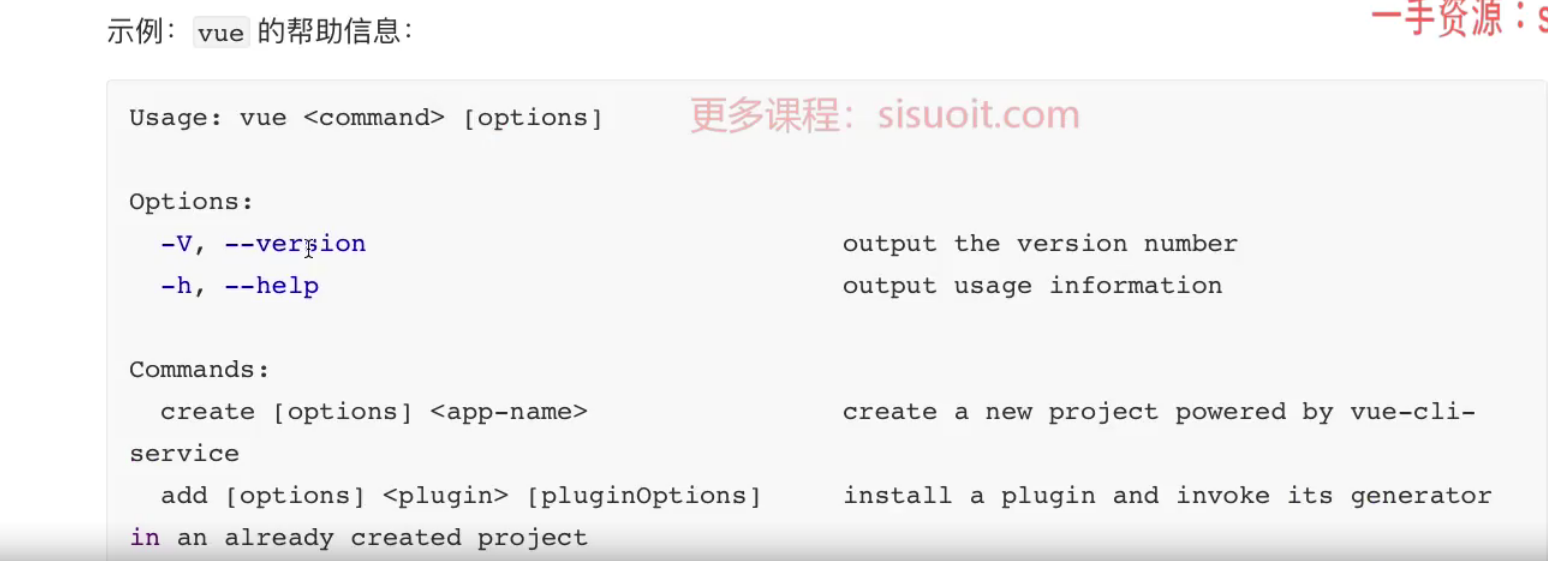 示例： vue 的帮助信息：
一手资源：s
Usage: vue <command> [options]
更多课程：sisuoit.com
Options:
-V, --version output the version number
-h, --help output usage information
Commands:
create [options] <app-name> create a new project powered by vue-cli-
service
add [options] <plugin> [pluginOptions] install a plugin and invoke its generator
in an already created project